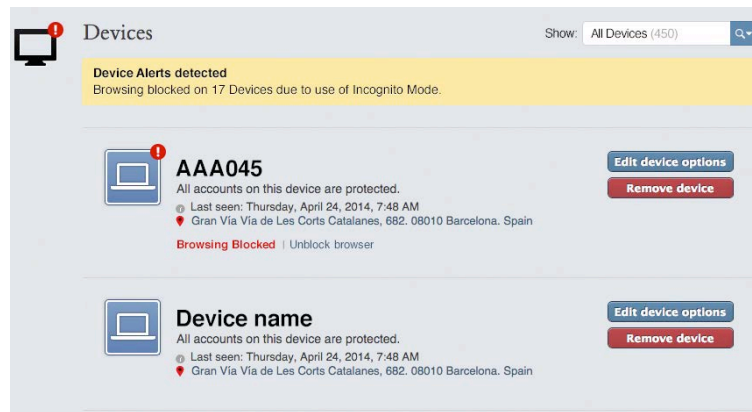 Devices
Show: All Devices (450)
Device Alerts detected
Browsing blocked on 17 Devices due to use of Incognito Mode.
AAA045
All accounts on this device are protected.
Last seen: Thursday, April 24, 2014, 7:48 AM
Gran Vía Vía de Les Corts Catalanes, 682. 08010 Barcelona. Spain
Browsing Blocked | Unblock browser
Edit device options
Remove device
Device name
All accounts on this device are protected.
Last seen: Thursday, April 24, 2014, 7:48 AM
Gran Vía Vía de Les Corts Catalanes, 682. 08010 Barcelona. Spain
Edit device options
Remove device